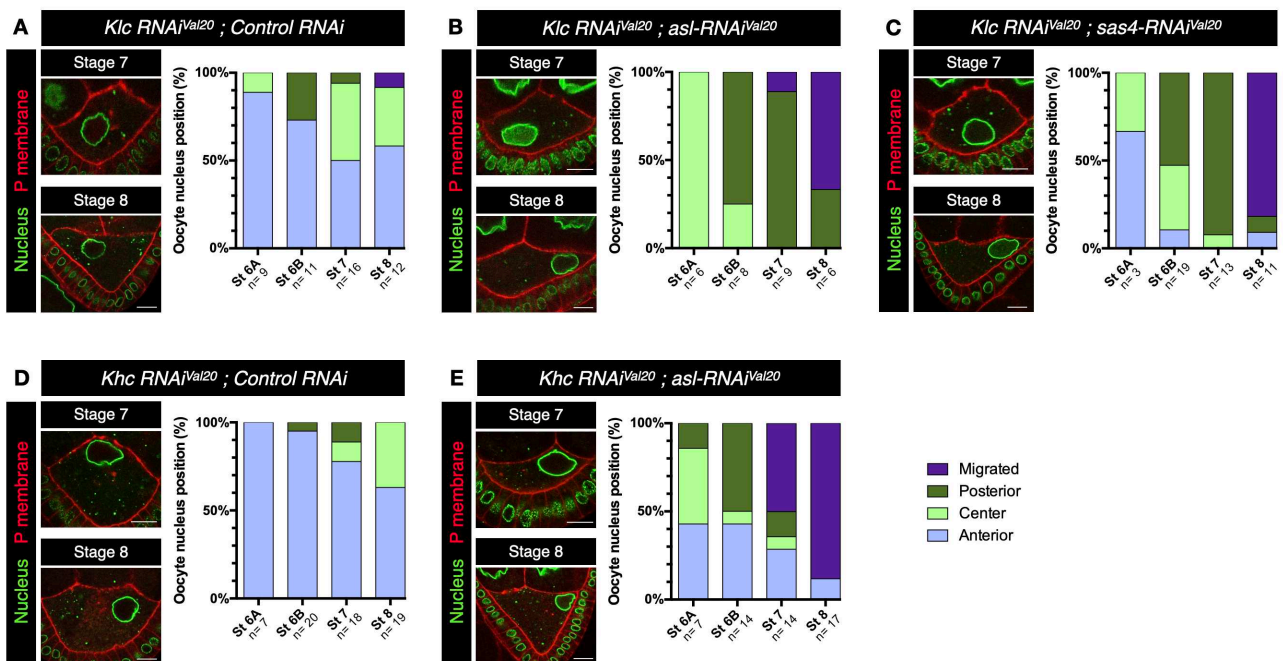 A
Klc RNAiVal20 ; Control RNAi
Nucleus P membrane
Stage 7
Stage 8
Oocyte nucleus position (%)
100%
50%
0%
St 6A
n= 9
St 6B
n= 11
St 7
n= 16
St 8
n= 12
B
Klc RNAiVal20 ; asl-RNAiVal20
Nucleus P membrane
Stage 7
Stage 8
Oocyte nucleus position (%)
100%
50%
0%
St 6A
n= 6
St 6B
n= 8
St 7
n= 9
St 8
n= 6
C
Klc RNAiVal20 ; sas4-RNAiVal20
Nucleus P membrane
Stage 7
Stage 8
Oocyte nucleus position (%)
100%
50%
0%
St 6A
n= 3
St 6B
n= 19
St 7
n= 13
St 8
n= 11
D
Khc RNAiVal20 ; Control RNAi
Nucleus P membrane
Stage 7
Stage 8
Oocyte nucleus position (%)
100%
50%
0%
St 6A
n= 7
St 6B
n= 20
St 7
n= 18
St 8
n= 19
E
Khc RNAiVal20 ; asl-RNAiVal20
Nucleus P membrane
Stage 7
Stage 8
Oocyte nucleus position (%)
100%
50%
0%
St 6A
n= 7
St 6B
n= 14
St 7
n= 14
St 8
n= 17
Migrated
Posterior
Center
Anterior